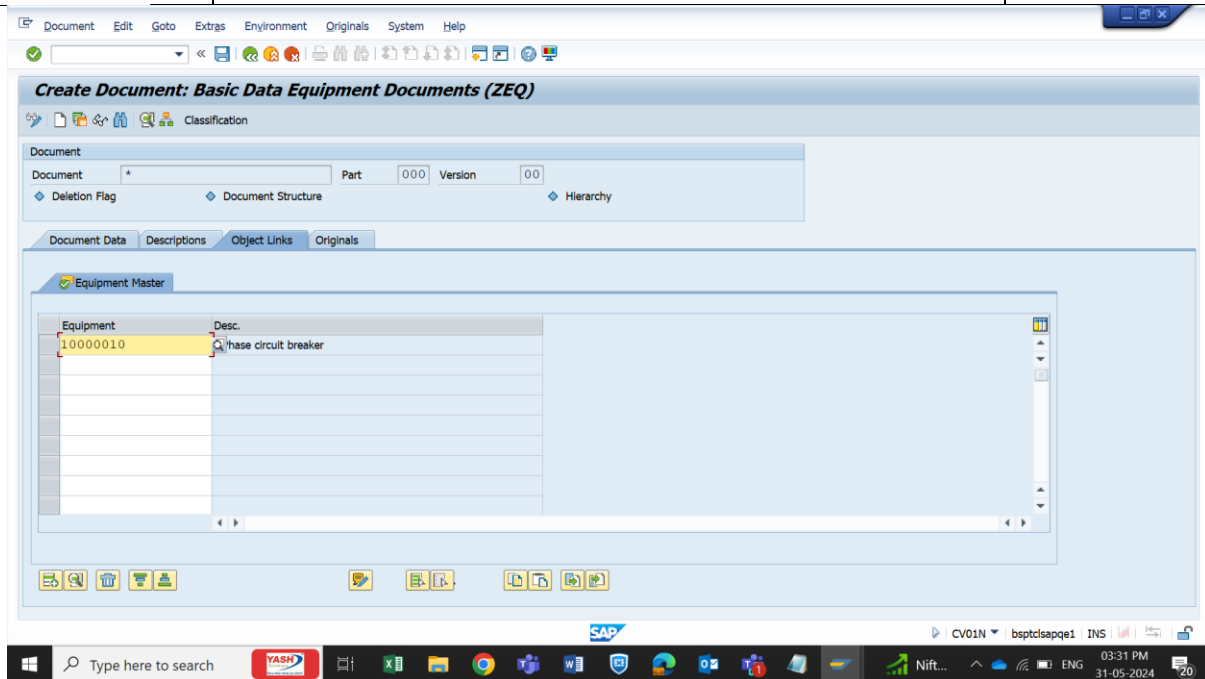 Document Edit Goto Extras Environment Originals System Help
Create Document: Basic Data Equipment Documents (ZEQ)
Classification
Document
Document * Part 000 Version 00
Deletion Flag Document Structure Hierarchy
Document Data Descriptions Object Links Originals
Equipment Master
Equipment Desc.
10000010 hase circuit breaker
SAP
CV01N bsptclsapqe1 INS
Type here to search YASH Nift... ENG 03:31 PM
31-05-2024 20